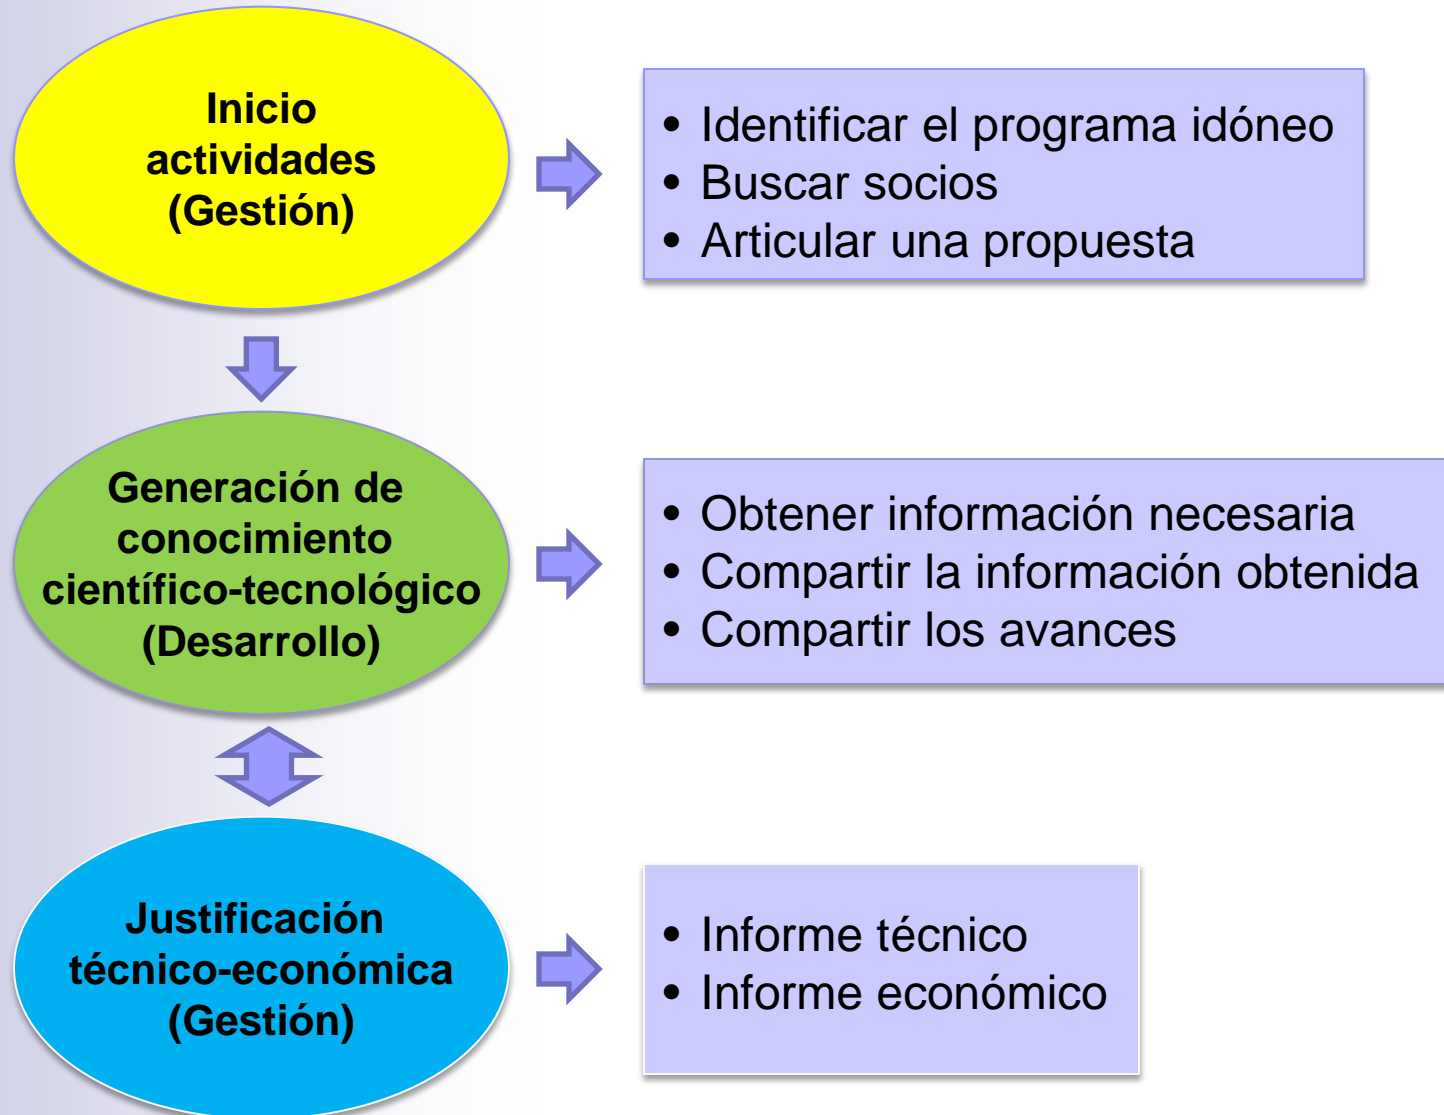 Inicio
actividades
(Gestión)
• Identificar el programa idóneo
• Buscar socios
• Articular una propuesta
Generación de
conocimiento
científico-tecnológico
(Desarrollo)
• Obtener información necesaria
• Compartir la información obtenida
• Compartir los avances
Justificación
técnico-económica
(Gestión)
• Informe técnico
• Informe económico